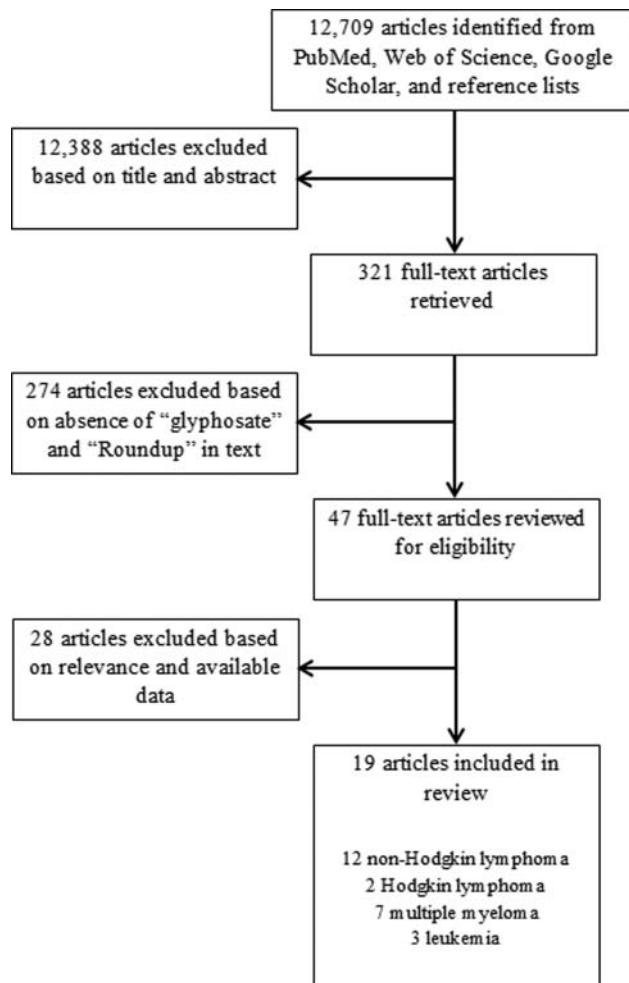 12,709 articles identified from
PubMed, Web of Science, Google
Scholar, and reference lists
12,388 articles excluded
based on title and abstract
321 full-text articles
retrieved
274 articles excluded based
on absence of “glyphosate”
and “Roundup” in text
47 full-text articles reviewed
for eligibility
28 articles excluded based
on relevance and available
data
19 articles included in
review
12 non-Hodgkin lymphoma
2 Hodgkin lymphoma
7 multiple myeloma
3 leukemia